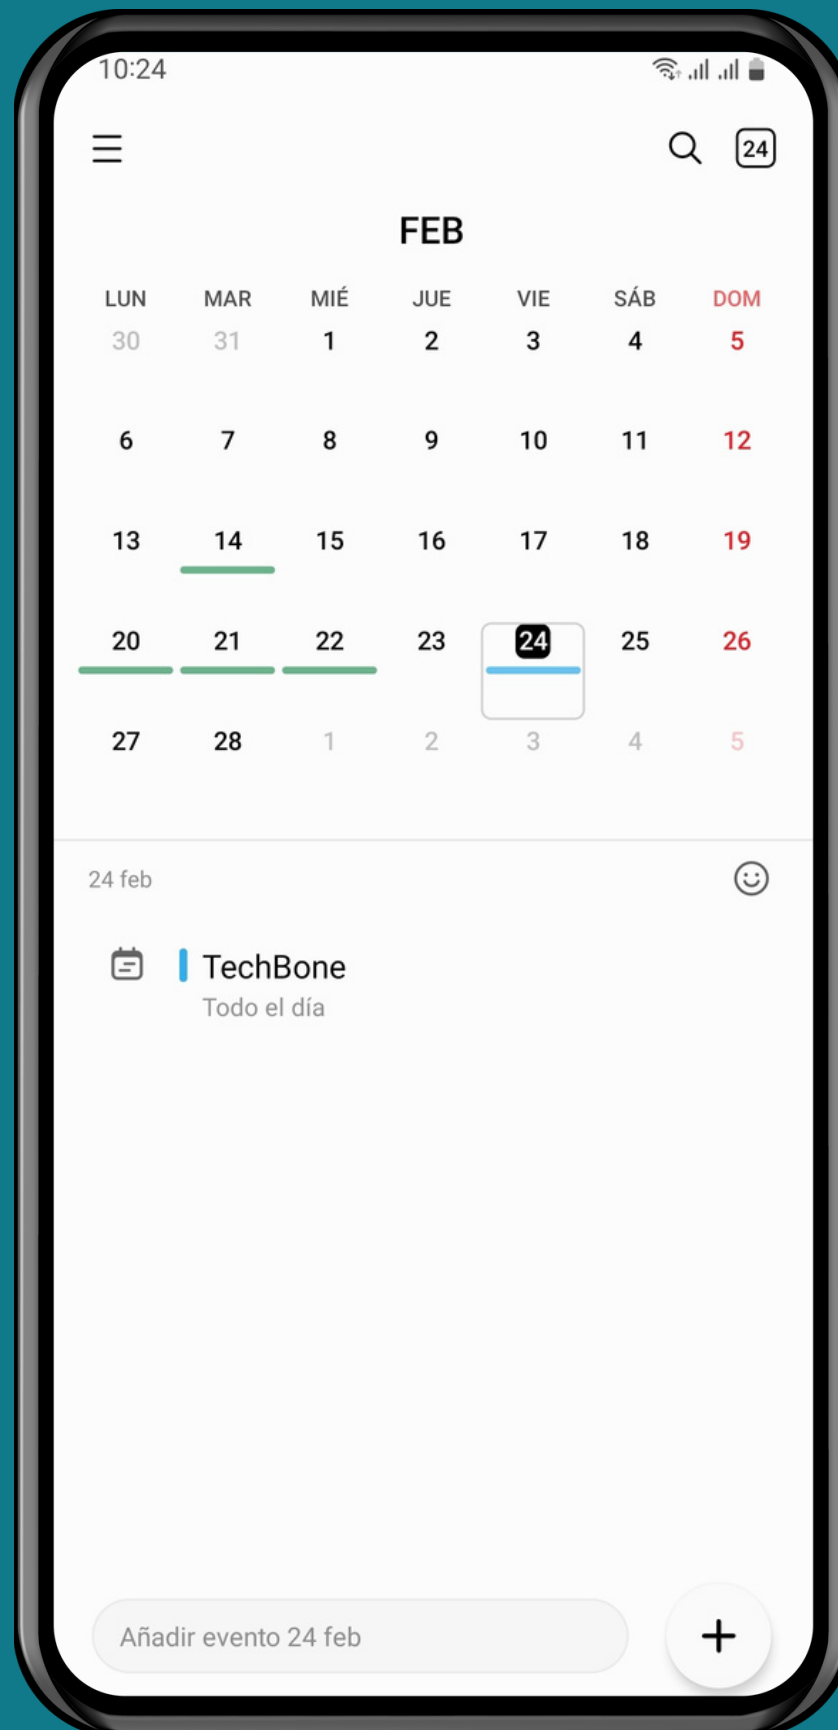 10:24
24
FEB
LUN MAR MIÉ JUE VIE SÁB DOM
30 31 1 2 3 4 5
6 7 8 9 10 11 12
13 14 15 16 17 18 19
20 21 22 23 24 25 26
27 28 1 2 3 4 5
24 feb
TechBone
Todo el día
Añadir evento 24 feb